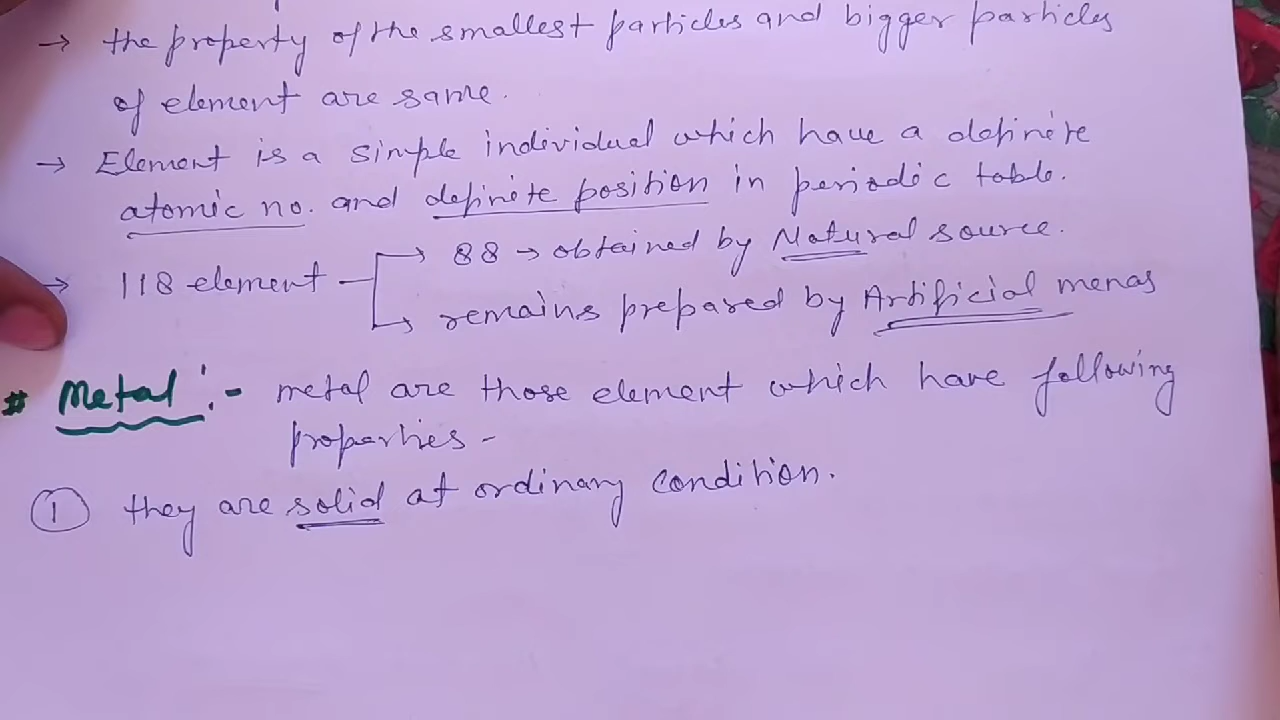 → the property of the smallest particles and bigger particles
of element are same.
→ Element is a simple individual which have a definite
atomic no. and definite position in periodic table.
→ 118 element → 88 → obtained by Natural source.
→ remains prepared by Artificial menas
# Metal :- metal are those element which have following
properties -
① they are solid at ordinary condition.